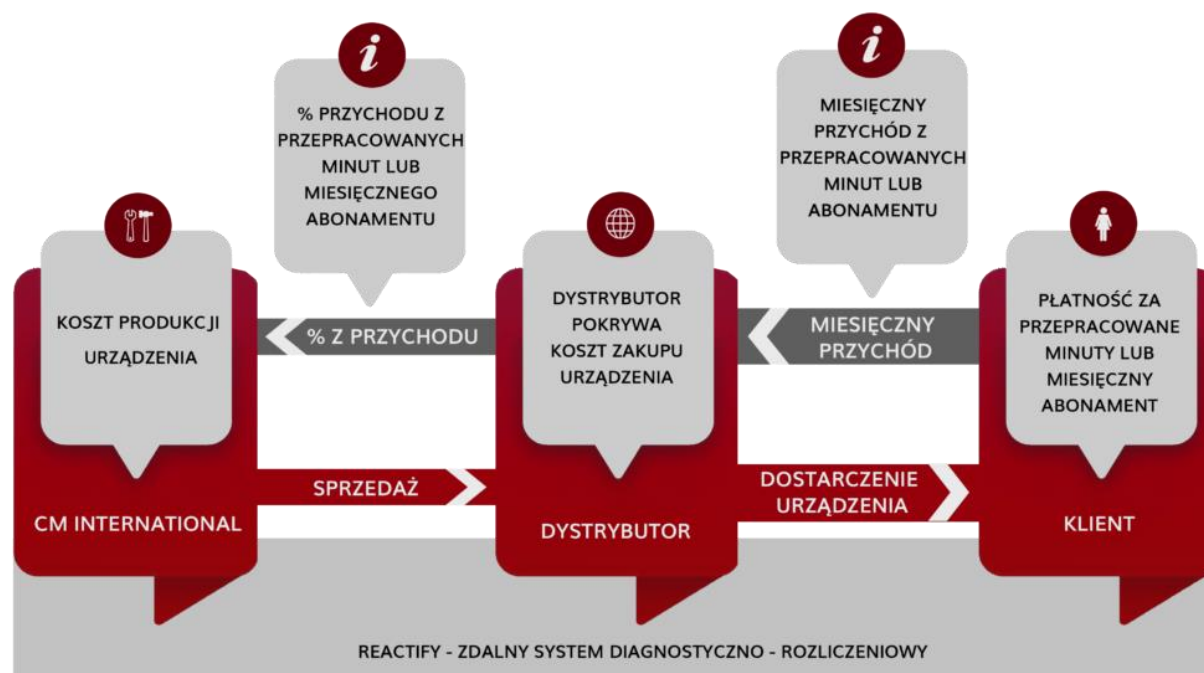 % PRZYCHODU Z
PRZEPRACOWANYCH
MINUT LUB
MIESIĘCZNEGO
ABONAMENTU
MIESIĘCZNY
PRZYCHÓD Z
PRZEPRACOWANYCH
MINUT LUB
ABONAMENTU
KOSZT PRODUKCJI
URZĄDZENIA
% Z PRZYCHODU
DYSTRYBUTOR
POKRYWA
KOSZT ZAKUPU
URZĄDZENIA
MIESIĘCZNY
PRZYCHÓD
PŁATNOŚĆ ZA
PRZEPRACOWANE
MINUTY LUB
MIESIĘCZNY
ABONAMENT
CM INTERNATIONAL
SPRZEDAŻ
DYSTRYBUTOR
DOSTARCZENIE
URZĄDZENIA
KLIENT
REACTIFY - ZDALNY SYSTEM DIAGNOSTYCZNO - ROZLICZENIOWY